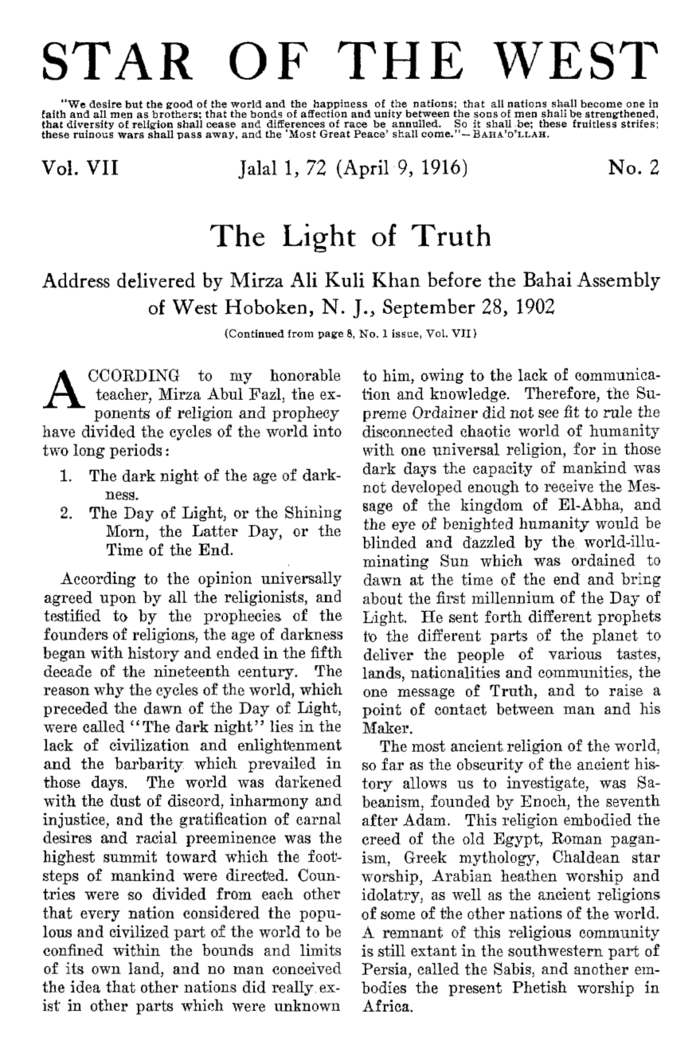 STAR OF THE WEST
"We desire but the good of the world and the happiness of the nations; that all nations shall become one in
faith and all men as brothers; that the bonds of affection and unity between the sons of men shall be strengthened,
that diversity of religion shall cease and differences of race be annulled. So it shall be; these fruitless strifes;
these ruinous wars shall pass away, and the 'Most Great Peace' shall come."—BAHA'O'LLAH.
Vol. VII Jalal 1, 72 (April 9, 1916) No. 2
The Light of Truth
Address delivered by Mirza Ali Kuli Khan before the Bahai Assembly
of West Hoboken, N. J., September 28, 1902
(Continued from page 8, No. 1 issue, Vol. VII)
ACCORDING to my honorable
teacher, Mirza Abul Fazl, the ex-
ponents of religion and prophecy
have divided the cycles of the world into
two long periods:
1. The dark night of the age of dark-
ness.
2. The Day of Light, or the Shining
Morn, the Latter Day, or the
Time of the End.
According to the opinion universally
agreed upon by all the religionists, and
testified to by the prophecies of the
founders of religions, the age of darkness
began with history and ended in the fifth
decade of the nineteenth century. The
reason why the cycles of the world, which
preceded the dawn of the Day of Light,
were called "The dark night" lies in the
lack of civilization and enlightenment
and the barbarity which prevailed in
those days. The world was darkened
with the dust of discord, inharmony and
injustice, and the gratification of carnal
desires and racial preeminence was the
highest summit toward which the foot-
steps of mankind were directed. Coun-
tries were so divided from each other
that every nation considered the popu-
lous and civilized part of the world to be
confined within the bounds and limits
of its own land, and no man conceived
the idea that other nations did really ex-
ist in other parts which were unknown
to him, owing to the lack of communica-
tion and knowledge. Therefore, the Su-
preme Ordainer did not see fit to rule the
disconnected chaotic world of humanity
with one universal religion, for in those
dark days the capacity of mankind was
not developed enough to receive the Mes-
sage of the kingdom of El-Abha, and
the eye of benighted humanity would be
blinded and dazzled by the world-illu-
minating Sun which was ordained to
dawn at the time of the end and bring
about the first millennium of the Day of
Light. He sent forth different prophets
to the different parts of the planet to
deliver the people of various tastes,
lands, nationalities and communities, the
one message of Truth, and to raise a
point of contact between man and his
Maker.
The most ancient religion of the world,
so far as the obscurity of the ancient his-
tory allows us to investigate, was Sa-
beanism, founded by Enoch, the seventh
after Adam. This religion embodied the
creed of the old Egypt, Roman pagan-
ism, Greek mythology, Chaldean star
worship, Arabian heathen worship and
idolatry, as well as the ancient religions
of some of the other nations of the world.
A remnant of this religious community
is still extant in the southwestern part of
Persia, called the Sabis, and another em-
bodies the present Phetish worship in
Africa.